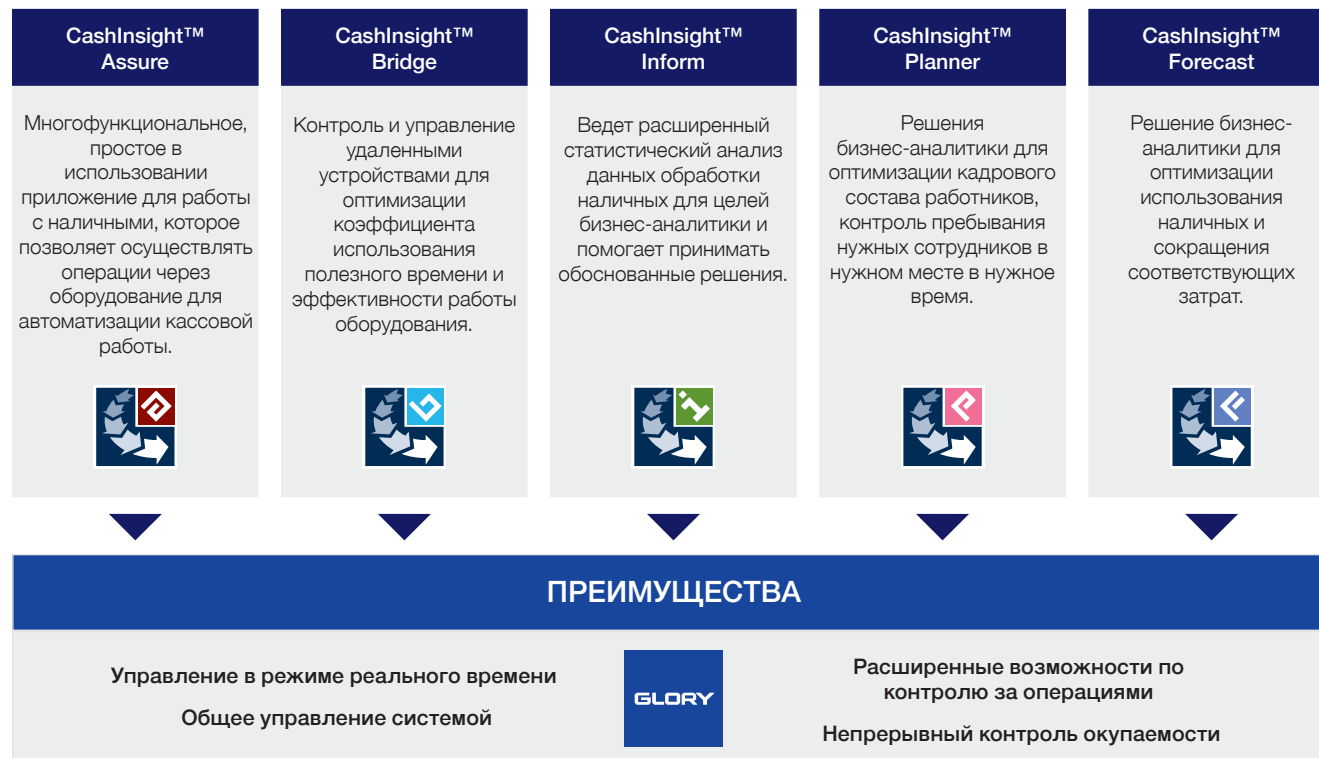 CashInsight™
Assure
Многофункциональное,
простое в
использовании
приложение для работы
с наличными, которое
позволяет осуществлять
операции через
оборудование для
автоматизации кассовой
работы.
CashInsight™
Bridge
Контроль и управление
удаленными
устройствами для
оптимизации
коэффициента
использования
полезного времени и
эффективности работы
оборудования.
CashInsight™
Inform
Ведет расширенный
статистический анализ
данных обработки
наличных для целей
бизнес-аналитики и
помогает принимать
обоснованные решения.
CashInsight™
Planner
Решения
бизнес-аналитики для
оптимизации кадрового
состава работников,
контроль пребывания
нужных сотрудников в
нужном месте в нужное
время.
CashInsight™
Forecast
Решение бизнес-
аналитики для
оптимизации
использования
наличных и
сокращения
соответствующих
затрат.
ПРЕИМУЩЕСТВА
Управление в режиме реального времени
Общее управление системой
GLORY
Расширенные возможности по
контролю за операциями
Непрерывный контроль окупаемости